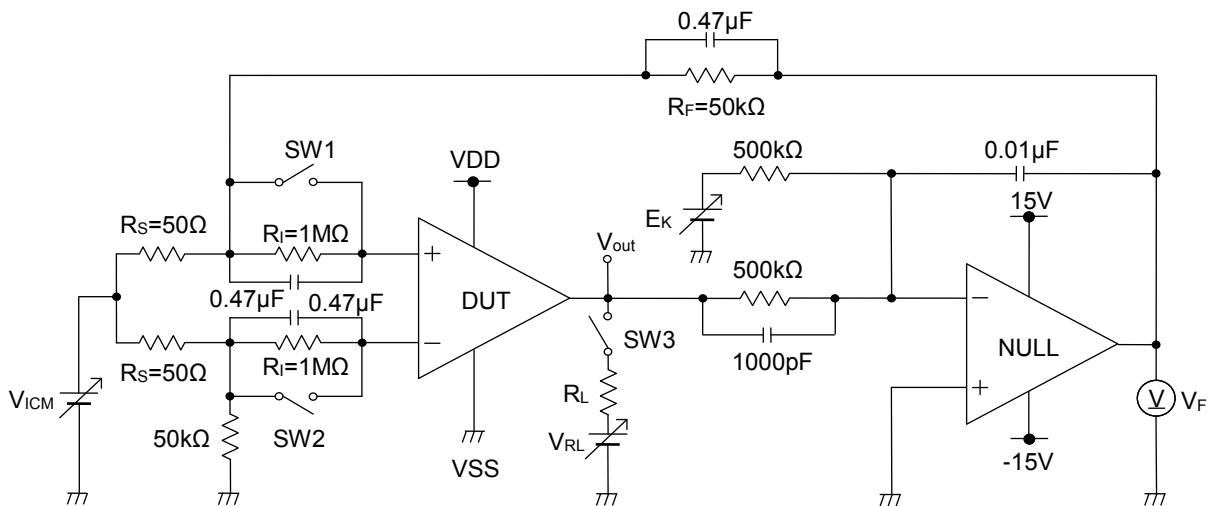 0.47µF
RF=50kΩ
SW1
VDD
500kΩ
0.01µF
15V
RS=50Ω
RI=1MΩ
EK
Vout
+
0.47µF
0.47µF
DUT
500kΩ
−
−
SW3
NULL
RS=50Ω
RI=1MΩ
1000pF
VICM
RL
+
V
VF
50kΩ
SW2
VSS
VRL
-15V